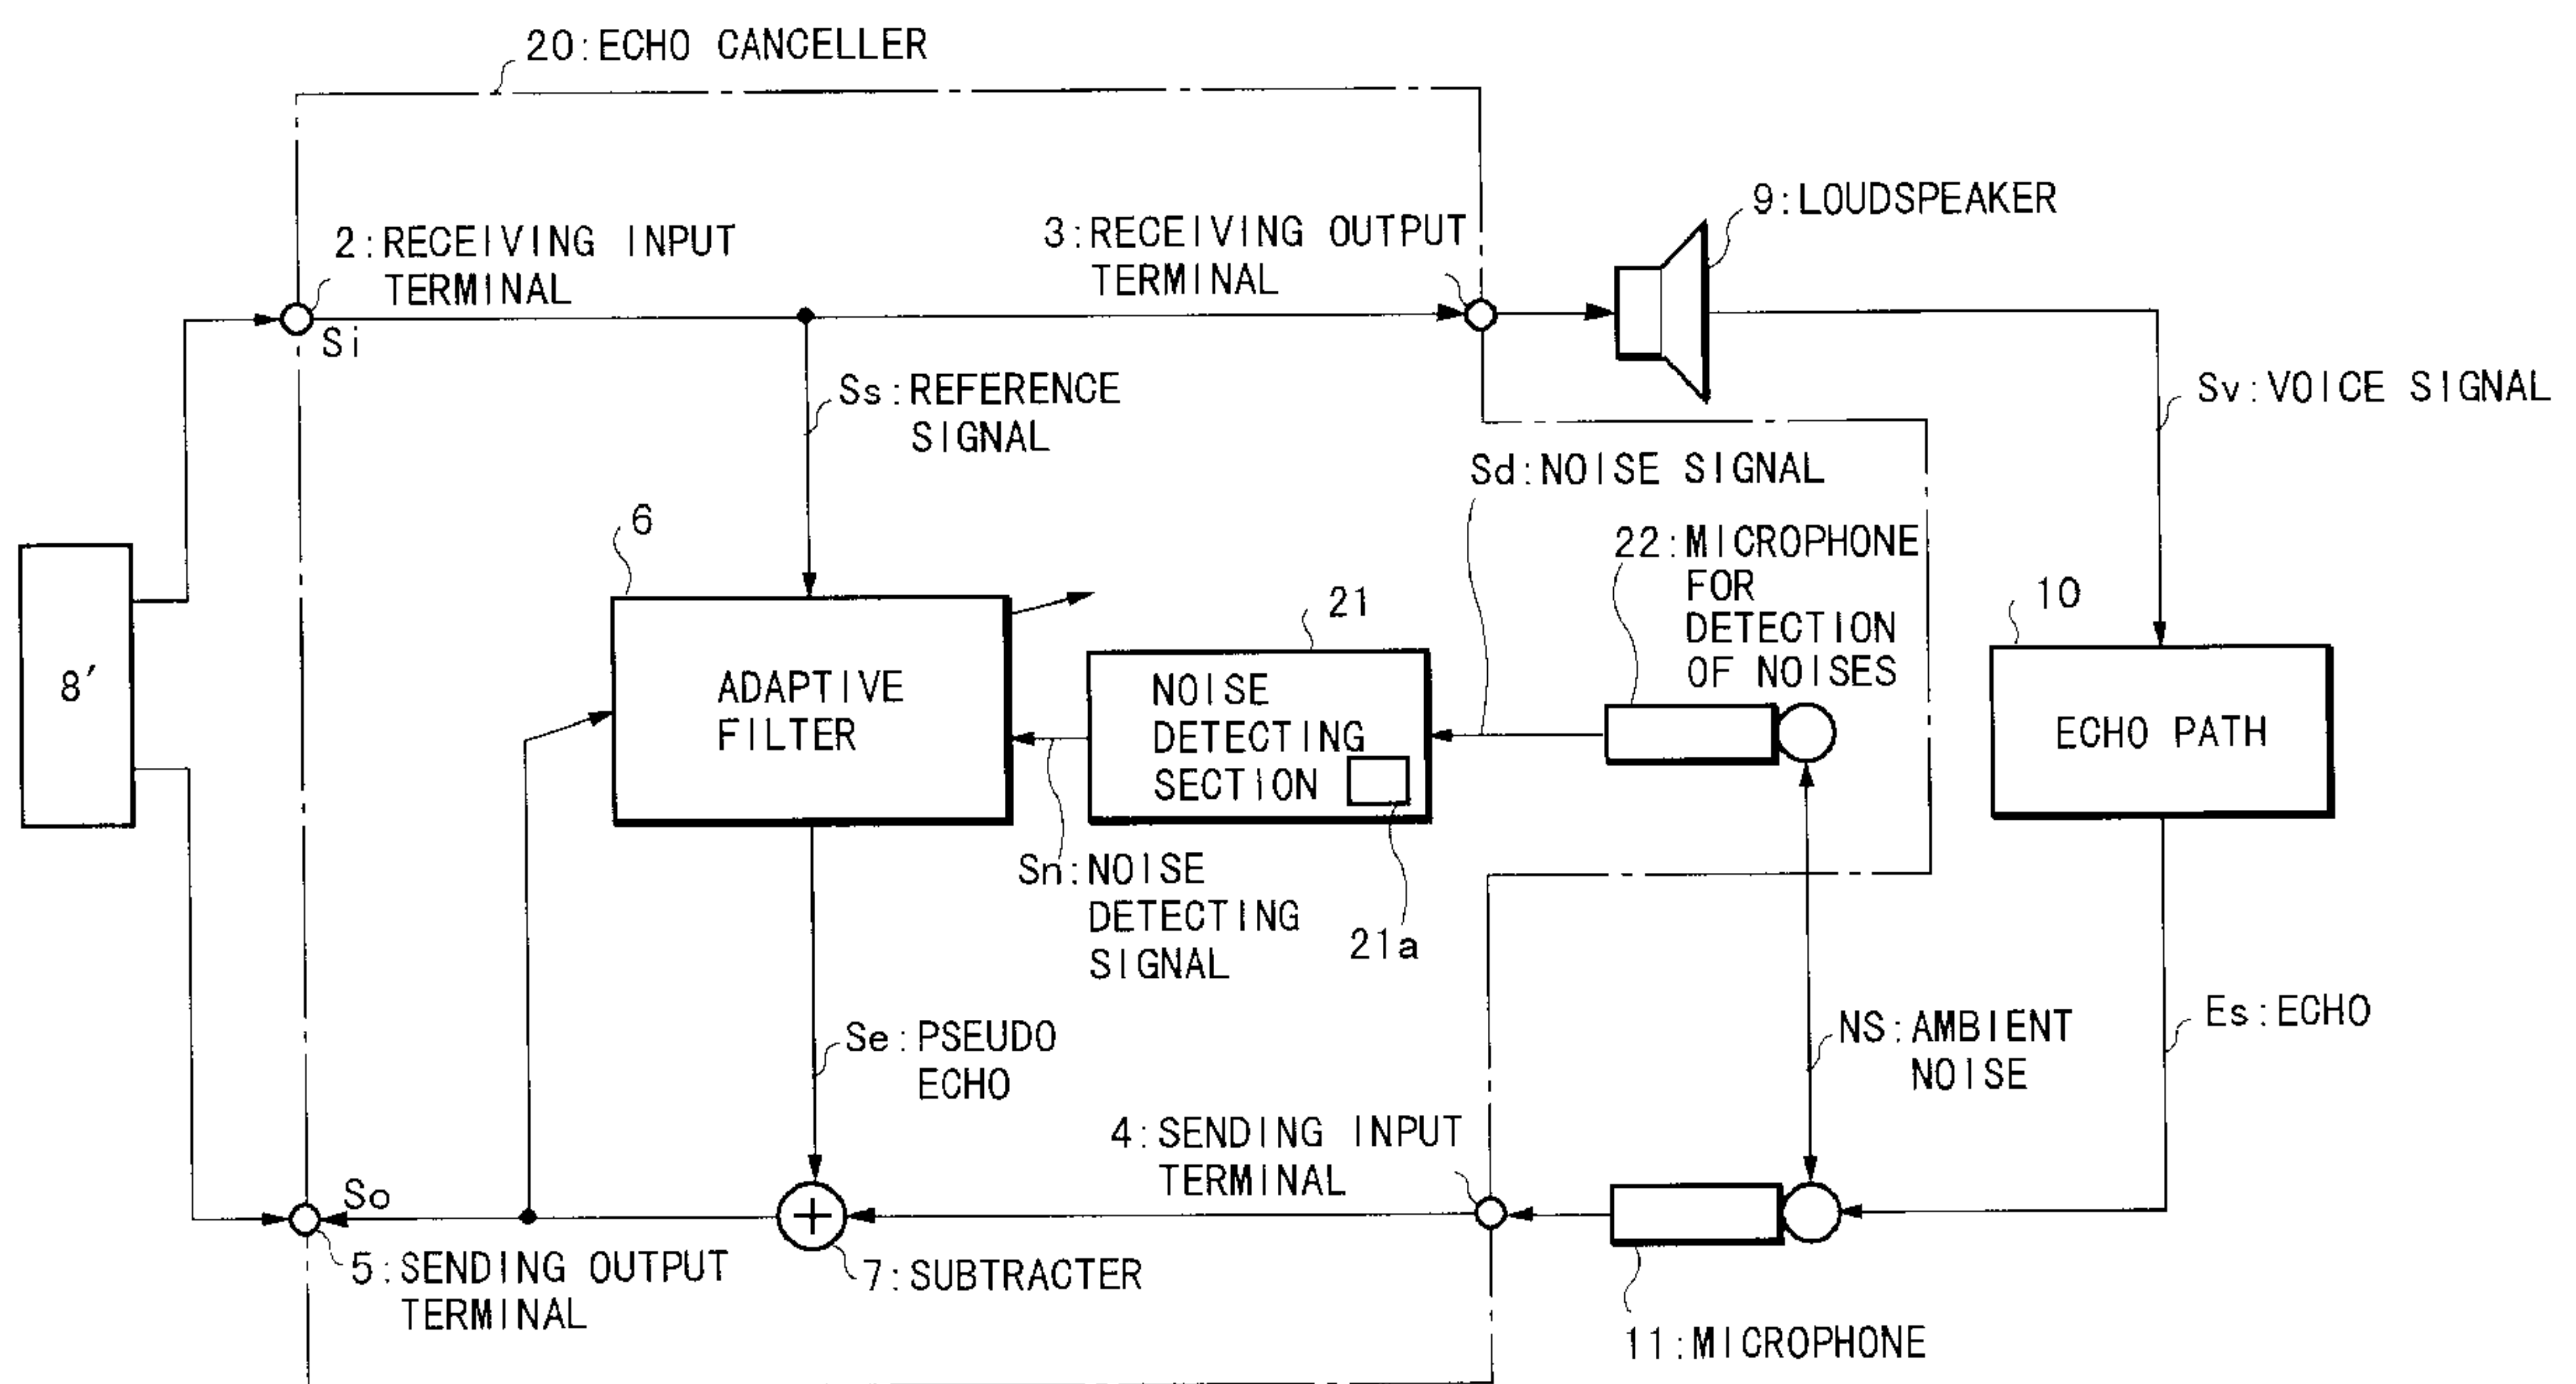 20:ECHO CANCELLER
9:LOUDSPEAKER
2:RECEIVING INPUT
TERMINAL
3:RECEIVING OUTPUT
TERMINAL
Si
Ss:REFERENCE
SIGNAL
Sv:VOICE SIGNAL
Sd:NOISE SIGNAL
6
22:MICROPHONE
FOR
DETECTION
OF NOISES
21
10
8'
ADAPTIVE
FILTER
NOISE
DETECTING
SECTION
ECHO PATH
Sn:NOISE
DETECTING
SIGNAL
21a
Se:PSEUDO
ECHO
NS:AMBIENT
NOISE
Es:ECHO
4:SENDING INPUT
TERMINAL
So
+
5:SENDING OUTPUT
TERMINAL
7:SUBTRACTER
11:MICROPHONE